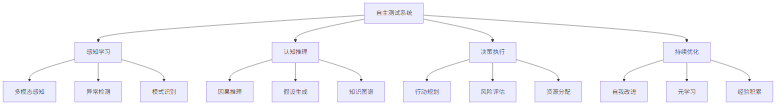 自主测试系统
感知学习
认知推理
决策执行
持续优化
多模态感知
异常检测
模式识别
因果推理
假设生成
知识图谱
行动规划
风险评估
资源分配
自我改进
元学习
经验积累